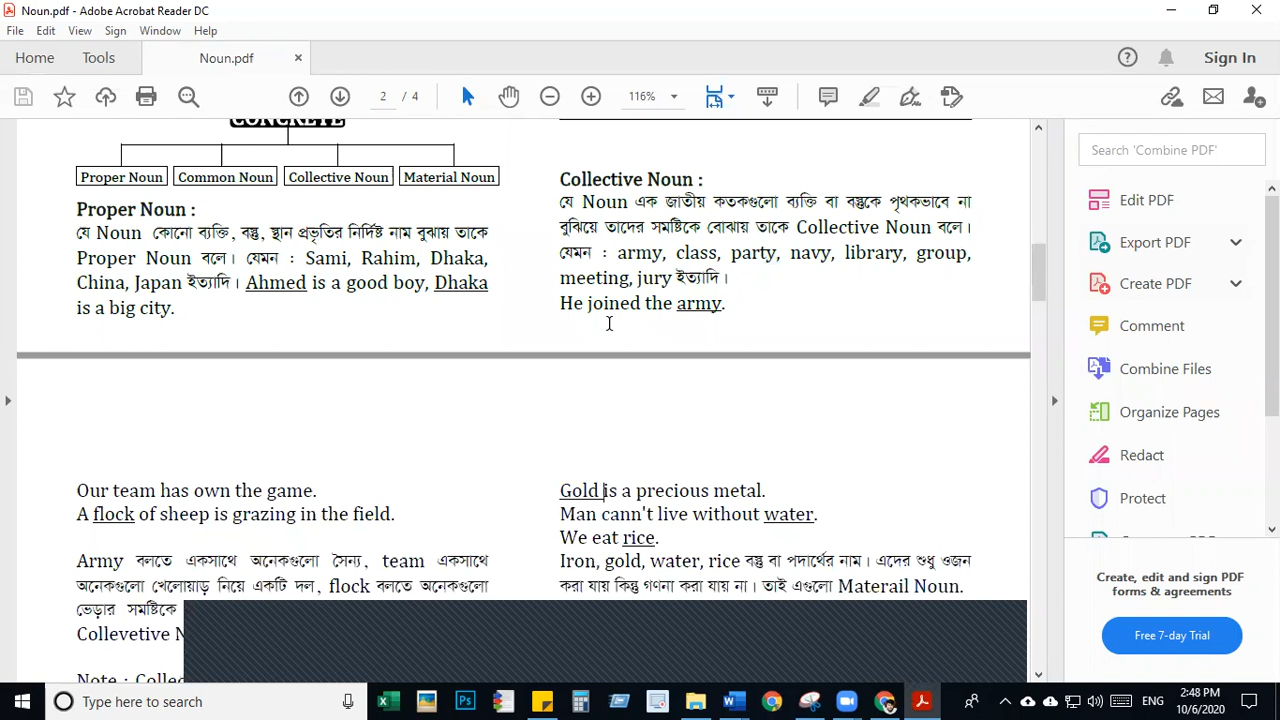 Noun.pdf - Adobe Acrobat Reader DC
File Edit View Sign Window Help
Home Tools Noun.pdf × Sign In
2 / 4 116%
CONCRETE
Proper Noun Common Noun Collective Noun Material Noun
Proper Noun :
যে Noun কোনো ব্যক্তি, বস্তু, স্থান প্রভৃতির নির্দিষ্ট নাম বুঝায় তাকে
Proper Noun বলে। যেমন : Sami, Rahim, Dhaka,
China, Japan ইত্যাদি। Ahmed is a good boy, Dhaka
is a big city.
Collective Noun :
যে Noun এক জাতীয় কতকগুলো ব্যক্তি বা বস্তুকে পৃথকভাবে না
বুঝিয়ে তাদের সমষ্টিকে বোঝায় তাকে Collective Noun বলে।
যেমন : army, class, party, navy, library, group,
meeting, jury ইত্যাদি।
He joined the army.
Our team has own the game.
A flock of sheep is grazing in the field.
Army বলতে একসাথে অনেকগুলো সৈন্য, team একসাথে
অনেকগুলো খেলোয়াড় নিয়ে একটি দল, flock বলতে অনেকগুলো
ভেড়ার সমষ্টিকে
Collevetive N
Note : Collec
Gold is a precious metal.
Man cann't live without water.
We eat rice.
Iron, gold, water, rice বস্তু বা পদার্থের নাম। এদের শুধু ওজন
করা যায় কিন্তু গণনা করা যায় না। তাই এগুলো Materail Noun.
Search 'Combine PDF'
Edit PDF
Export PDF
Create PDF
Comment
Combine Files
Organize Pages
Redact
Protect
Create, edit and sign PDF
forms & agreements
Free 7-day Trial
Type here to search
ENG
2:48 PM
10/6/2020